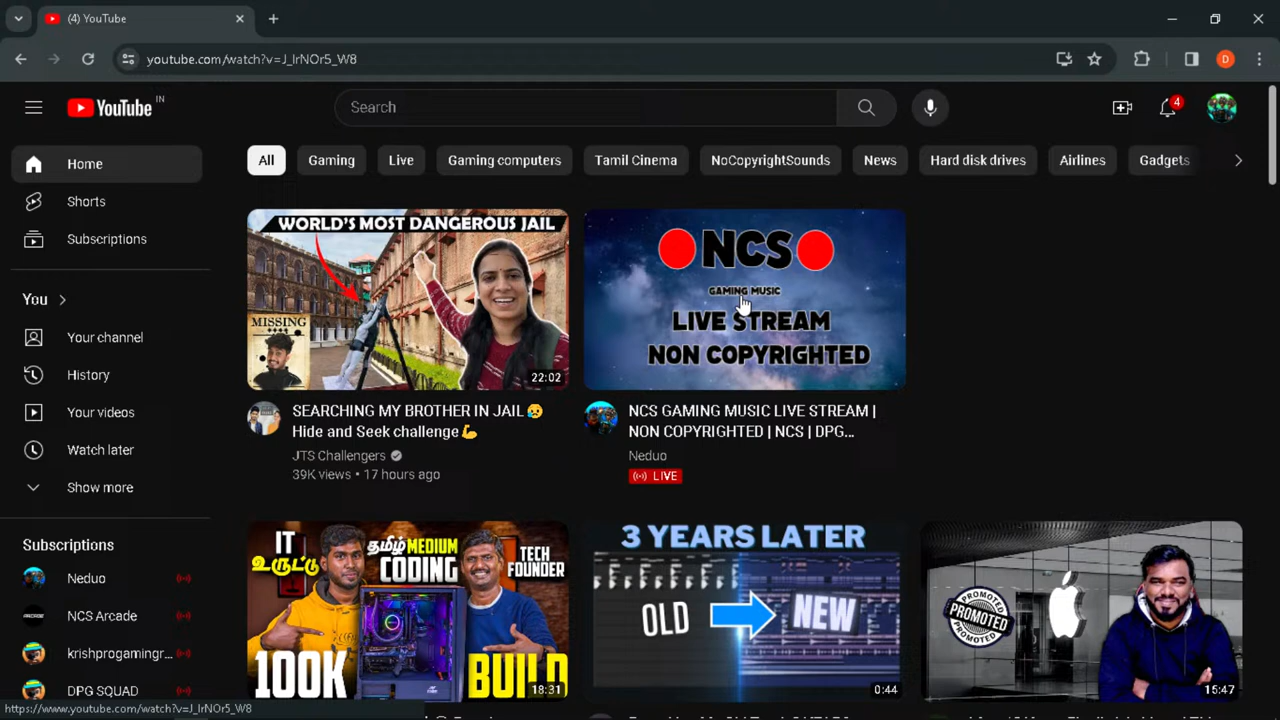 (4) YouTube
youtube.com/watch?v=J_lrNOr5_W8
YouTube IN
Search
4
Home
Shorts
Subscriptions
You
Your channel
History
Your videos
Watch later
Show more
Subscriptions
Neduo
NCS Arcade
krishprogamingr...
DPG SQUAD
https://www.youtube.com/watch?v=J_lrNOr5_W8
All Gaming Live Gaming computers Tamil Cinema NoCopyrightSounds News Hard disk drives Airlines Gadgets
WORLD'S MOST DANGEROUS JAIL
MISSING
22:02
SEARCHING MY BROTHER IN JAIL 😥
Hide and Seek challenge 💪
JTS Challengers
39K views • 17 hours ago
NCS
GAMING MUSIC
LIVE STREAM
NON COPYRIGHTED
NCS GAMING MUSIC LIVE STREAM |
NON COPYRIGHTED | NCS | DPG...
Neduo
LIVE
IT
உருட்டு
தமிழ் MEDIUM
CODING
TECH
FOUNDER
100K
BUILD
18:31
3 YEARS LATER
OLD
NEW
0:44
PROMOTED
PROMOTED
PROMOTED
15:47
D